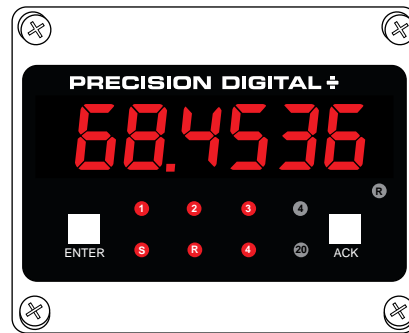 PRECISION DIGITAL÷
68.4536
R
1 2 3 4
ENTER S R 4 20 ACK